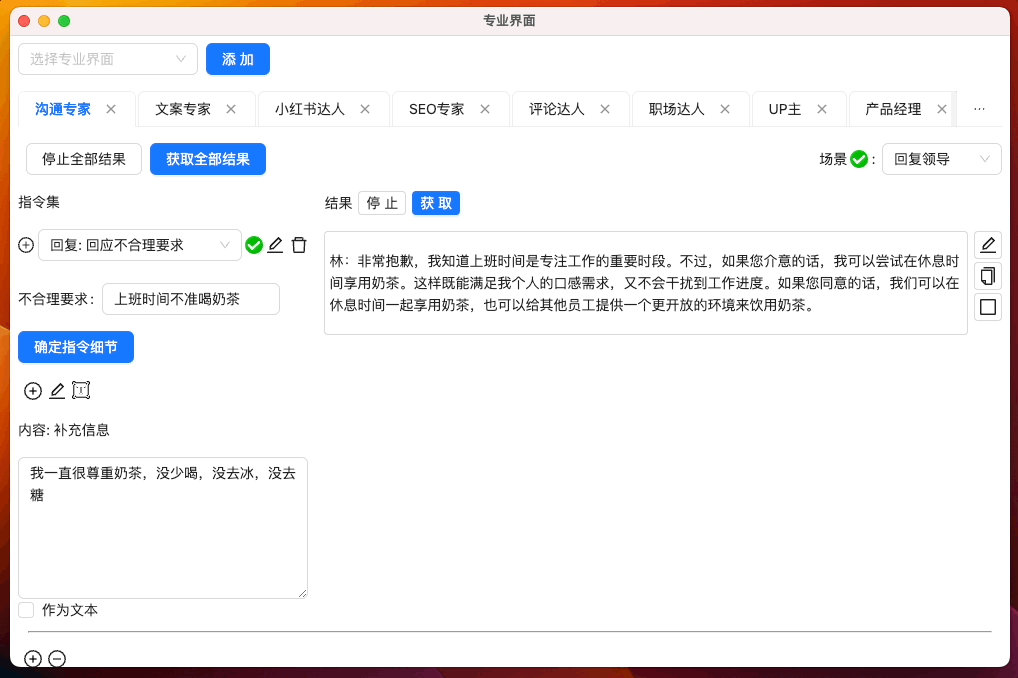 专业界面
选择专业界面 添 加
沟通专家 文案专家 小红书达人 SEO专家 评论达人 职场达人 UP主 产品经理 ...
停止全部结果 获取全部结果 场景 : 回复领导
指令集 结果 停 止 获 取
回复: 回应不合理要求
林：非常抱歉，我知道上班时间是专注工作的重要时段。不过，如果您介意的话，我可以尝试在休息时
间享用奶茶。这样既能满足我个人的口感需求，又不会干扰到工作进度。如果您同意的话，我们可以在
休息时间一起享用奶茶，也可以给其他员工提供一个更开放的环境来饮用奶茶。
不合理要求: 上班时间不准喝奶茶
确定指令细节
内容: 补充信息
我一直很尊重奶茶，没少喝，没去冰，没去
糖
作为文本